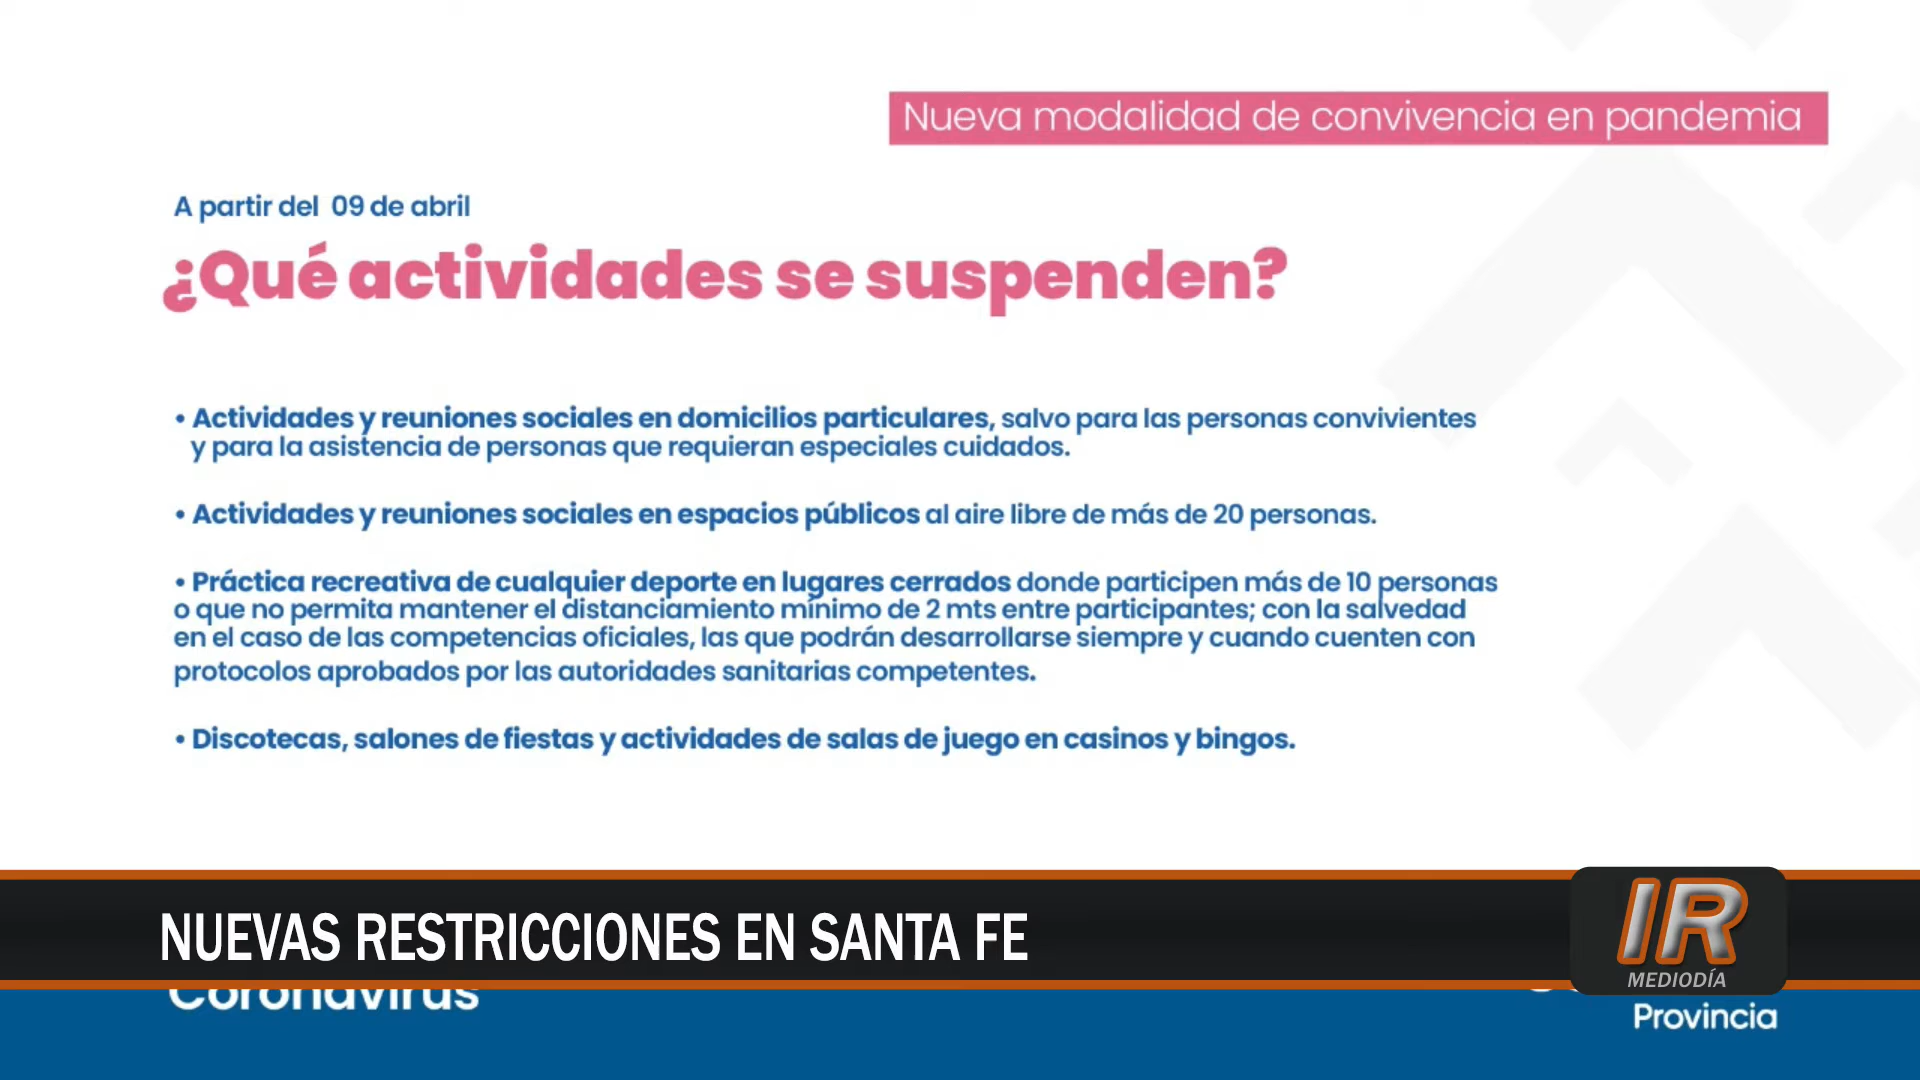 Nueva modalidad de convivencia en pandemia
A partir del 09 de abril
¿Qué actividades se suspenden?
• Actividades y reuniones sociales en domicilios particulares, salvo para las personas convivientes
y para la asistencia de personas que requieran especiales cuidados.
• Actividades y reuniones sociales en espacios públicos al aire libre de más de 20 personas.
• Práctica recreativa de cualquier deporte en lugares cerrados donde participen más de 10 personas
o que no permita mantener el distanciamiento mínimo de 2 mts entre participantes; con la salvedad
en el caso de las competencias oficiales, las que podrán desarrollarse siempre y cuando cuenten con
protocolos aprobados por las autoridades sanitarias competentes.
• Discotecas, salones de fiestas y actividades de salas de juego en casinos y bingos.
NUEVAS RESTRICCIONES EN SANTA FE
IR
MEDIODÍA
Coronavirus
Provincia